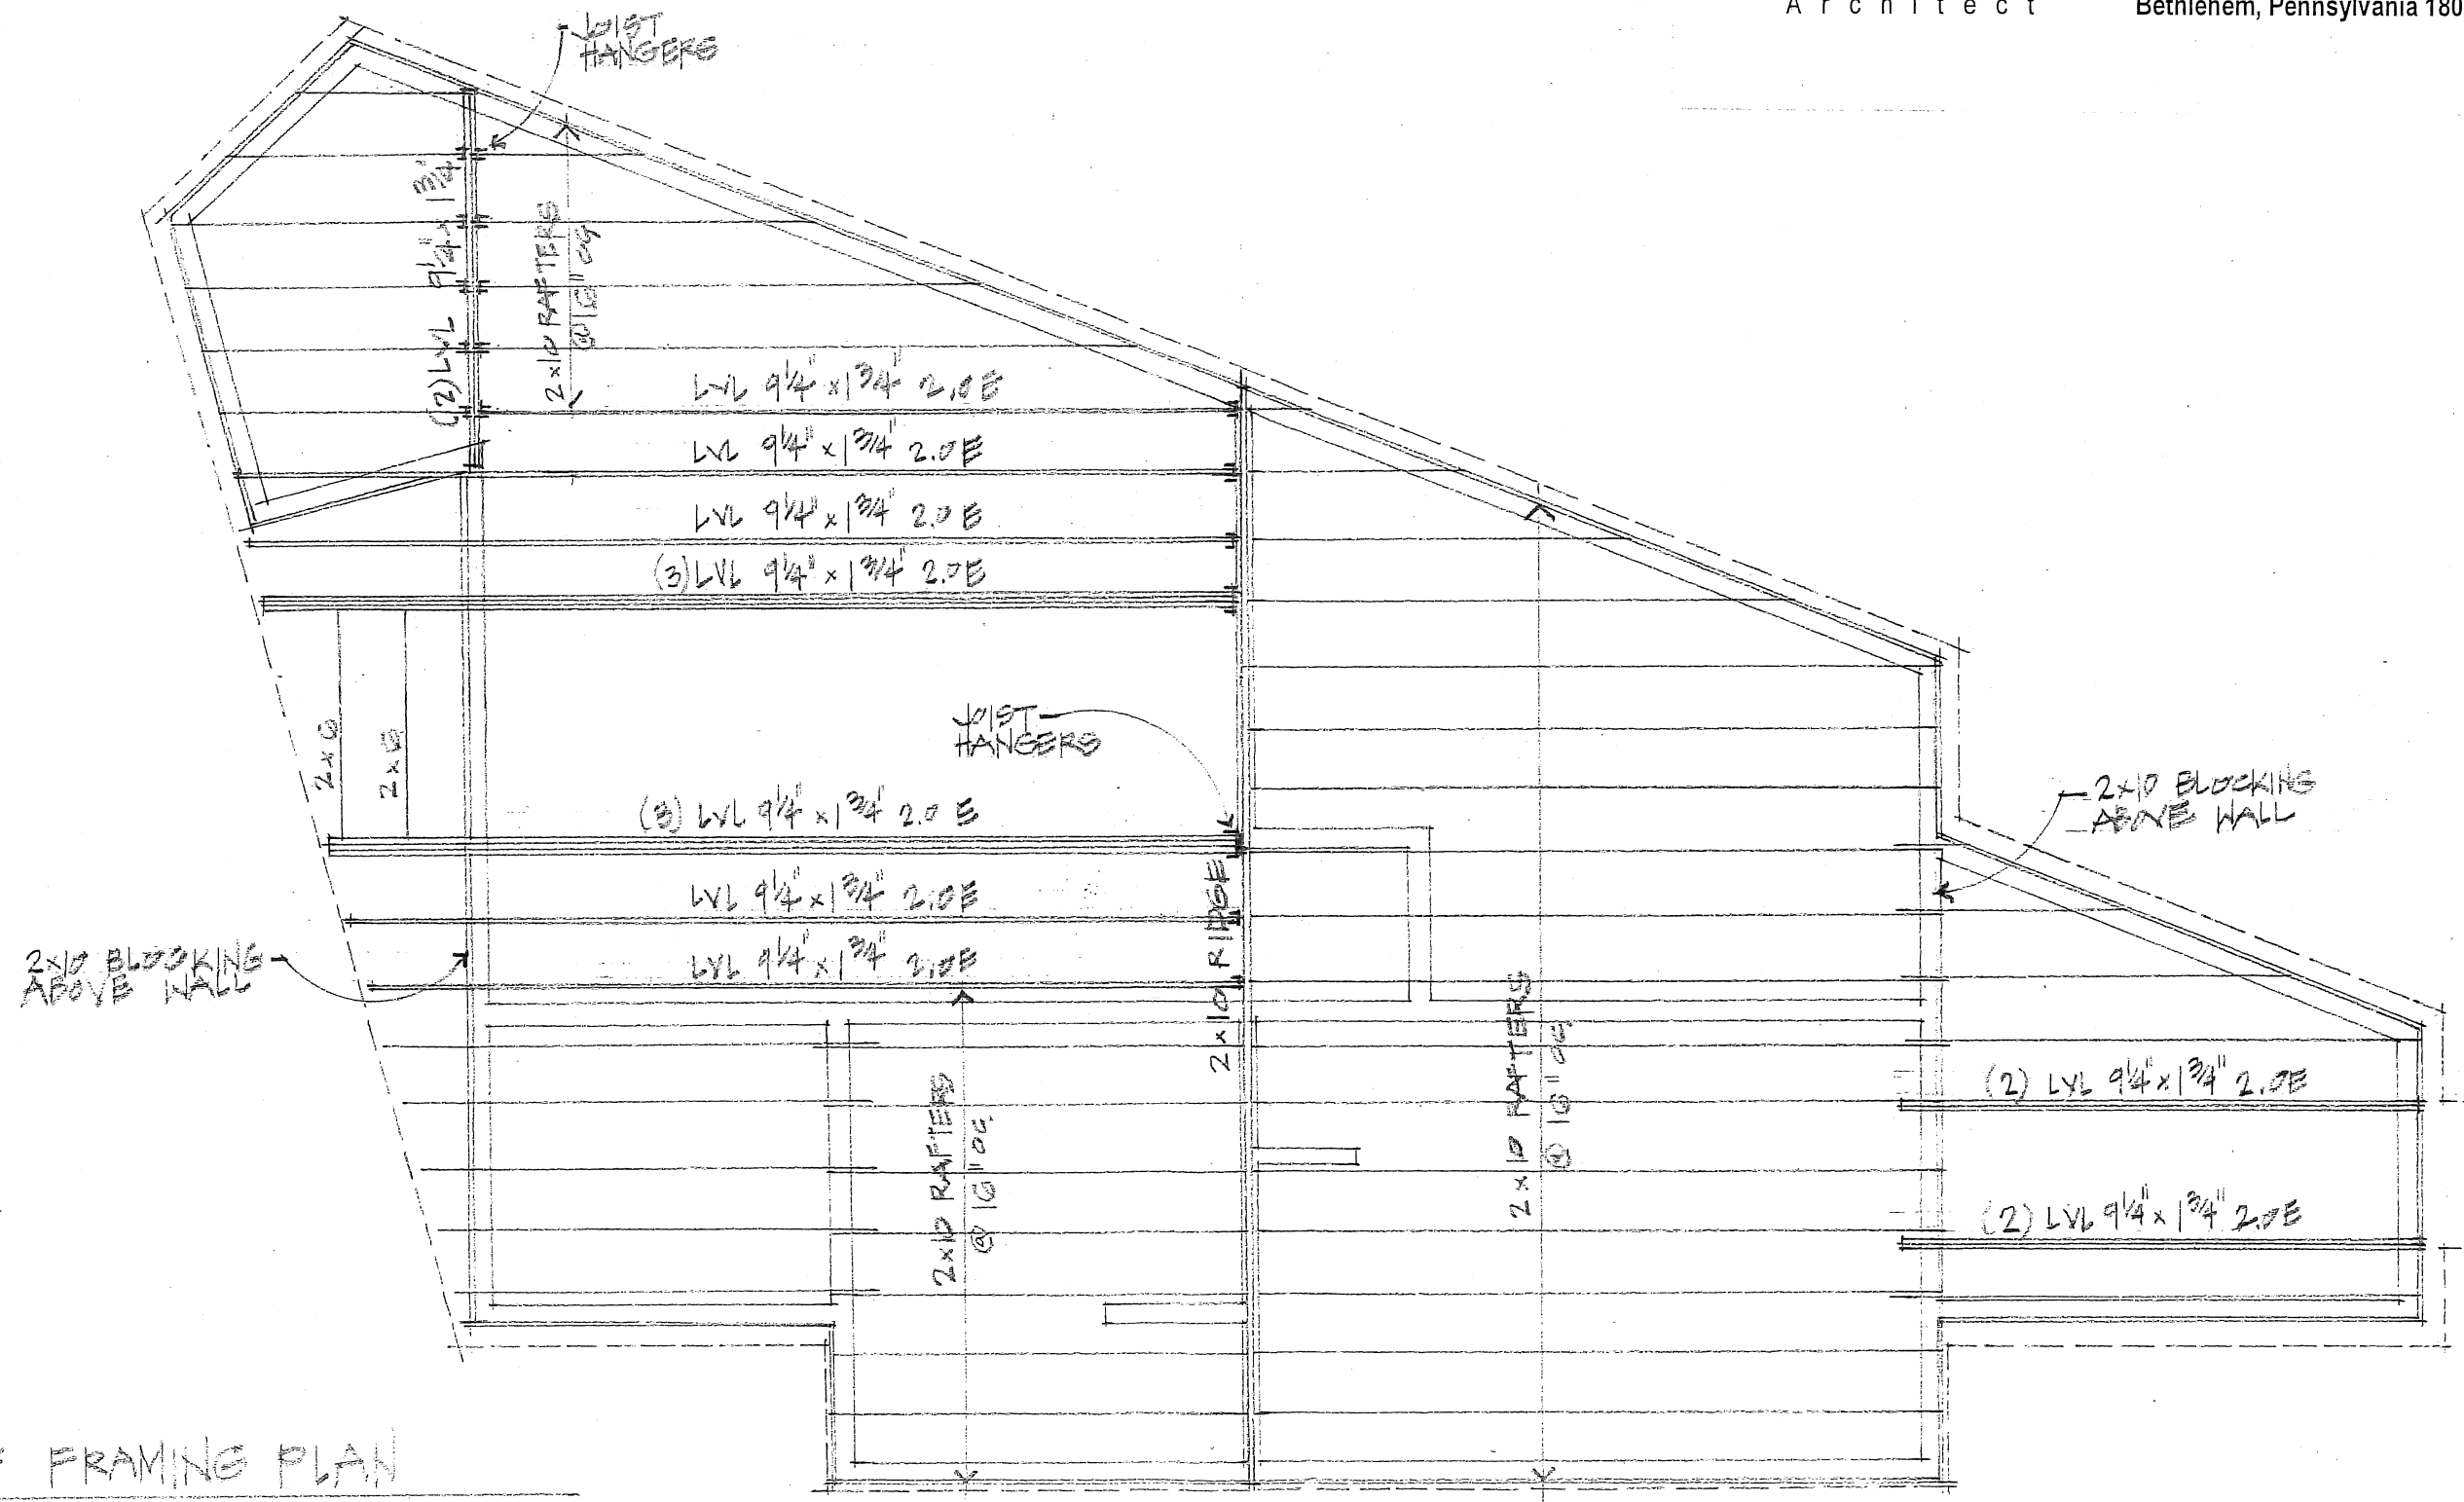 Architect
Bethlehem, Pennsylvania 180
JOIST
HANGERS
(2) LVL 9¼" x 1¾"
2x10 RAFTERS
@ 16" OC
LVL 9¼" x 1¾" 2.0E
LVL 9¼" x 1¾" 2.0E
LVL 9¼" x 1¾" 2.0E
(3) LVL 9¼" x 1¾" 2.0E
2x6
2x6
JOIST
HANGERS
(3) LVL 9¼" x 1¾" 2.0E
LVL 9¼" x 1¾" 2.0E
LVL 9¼" x 1¾" 2.0E
2x10 BLOCKING
ABOVE WALL
2x10 BLOCKING
ABOVE WALL
2x10 RIDGE
2x10 RAFTERS
@ 16" OC
2x10 RAFTERS
@ 16" OC
(2) LVL 9¼" x 1¾" 2.0E
(2) LVL 9¼" x 1¾" 2.0E
FRAMING PLAN